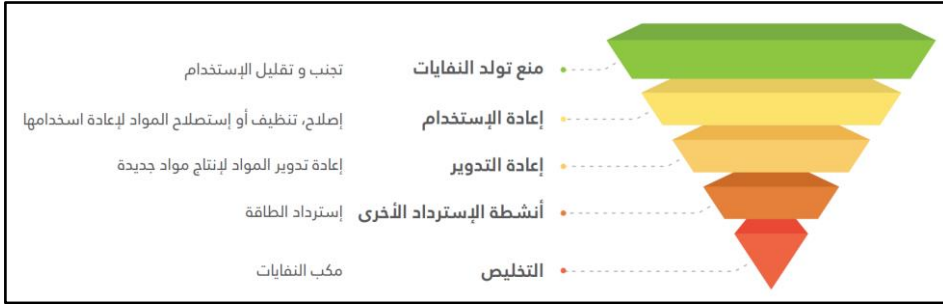 منع تولد النفايات تجنب و تقليل الإستخدام
إعادة الإستخدام إصلاح، تنظيف أو إستصلاح المواد لإعادة اسخدامها
إعادة التدوير إعادة تدوير المواد لإنتاج مواد جديدة
أنشطة الإسترداد الأخرى إسترداد الطاقة
التخليص مكب النفايات